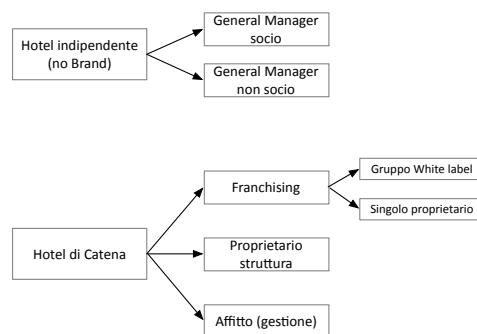 Hotel indipendente
(no Brand)
General Manager
socio
General Manager
non socio
Hotel di Catena
Franchising
Gruppo White label
Singolo proprietario
Proprietario
struttura
Affitto (gestione)